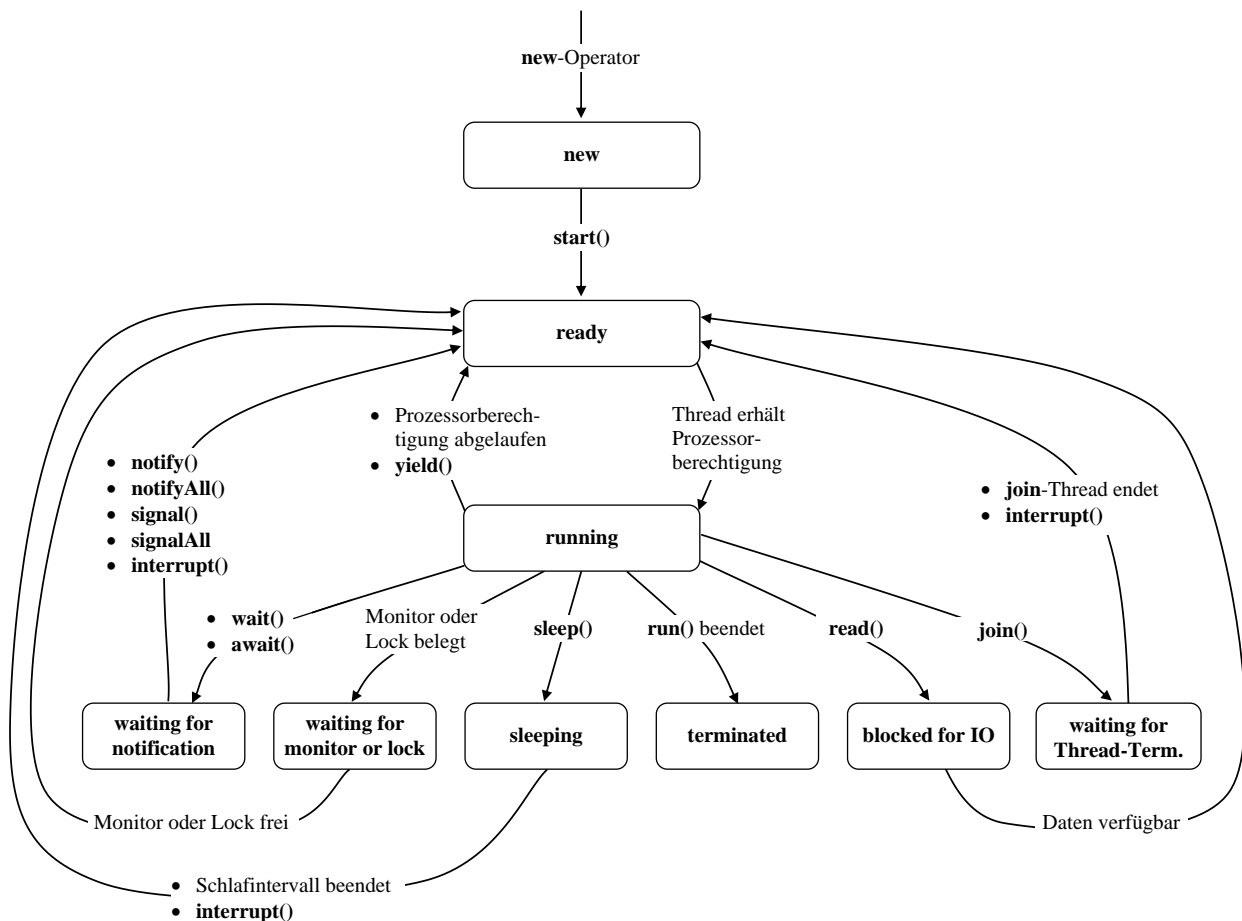 new-Operator
new
start()
ready
• Prozessorberech-
tigung abgelaufen
• yield()
Thread erhält
Prozessor-
berechtigung
• notify()
• notifyAll()
• signal()
• signalAll
• interrupt()
• join-Thread endet
• interrupt()
running
• wait()
• await()
Monitor oder
Lock belegt
sleep()
run() beendet
read()
join()
waiting for
notification
waiting for
monitor or lock
sleeping
terminated
blocked for IO
waiting for
Thread-Term.
Monitor oder Lock frei
Daten verfügbar
• Schlafintervall beendet
• interrupt()